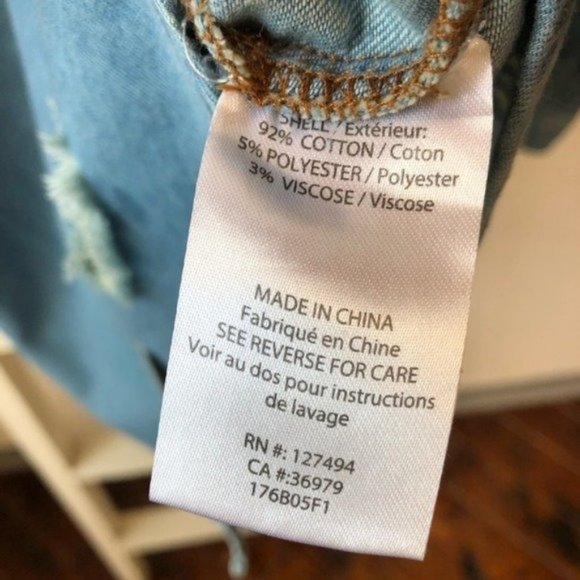 SHELL / Extérieur:
92% COTTON / Coton
5% POLYESTER / Polyester
3% VISCOSE / Viscose
MADE IN CHINA
Fabriqué en Chine
SEE REVERSE FOR CARE
Voir au dos pour instructions
de lavage
RN #: 127494
CA #:36979
176B05F1